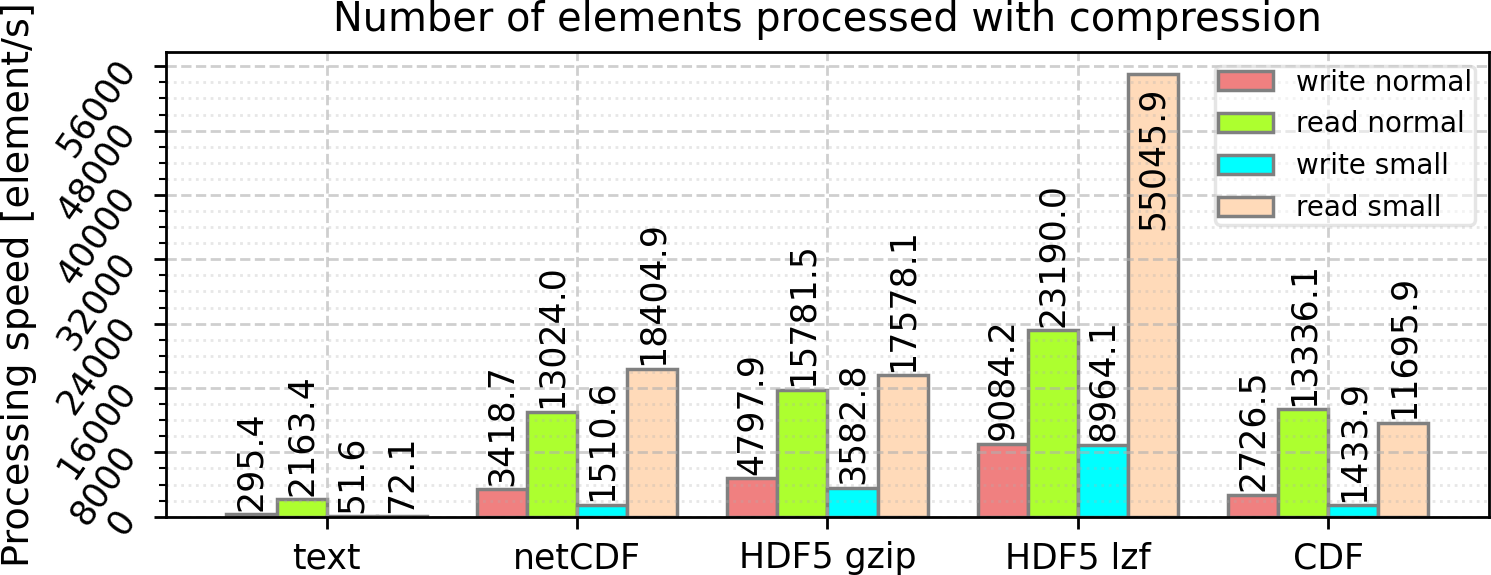 Number of elements processed with compression
Processing speed [element/s]
56000
48000
40000
32000
24000
16000
8000
0
write normal
read normal
write small
read small
295.4
2163.4
51.6
72.1
3418.7
13024.0
1510.6
18404.9
4797.9
15781.5
3582.8
17578.1
9084.2
23190.0
8964.1
55045.9
2726.5
13336.1
1433.9
11695.9
text
netCDF
HDF5 gzip
HDF5 lzf
CDF